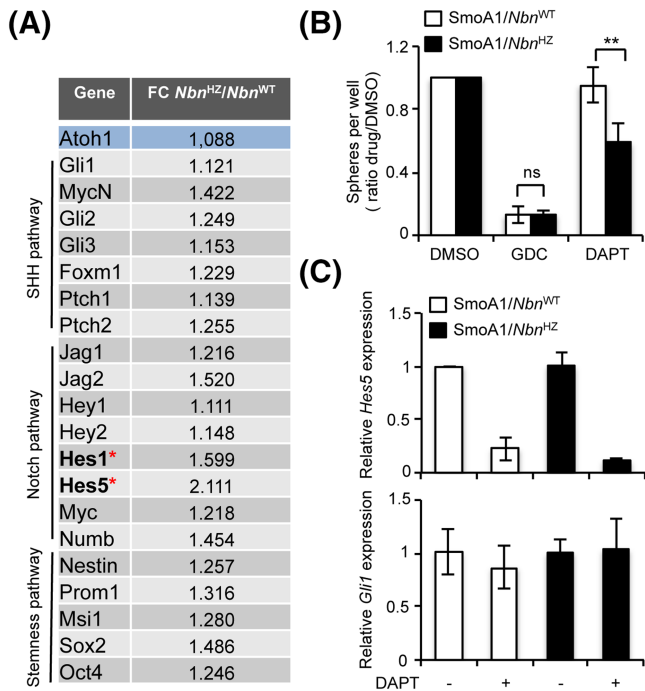 (A)
Gene FC NbnHZ/NbnWT
Atoh1 1,088
SHH pathway
Gli1 1.121
MycN 1.422
Gli2 1.249
Gli3 1.153
Foxm1 1.229
Ptch1 1.139
Ptch2 1.255
Notch pathway
Jag1 1.216
Jag2 1.520
Hey1 1.111
Hey2 1.148
Hes1* 1.599
Hes5* 2.111
Myc 1.218
Numb 1.454
Stemness pathway
Nestin 1.257
Prom1 1.316
Msi1 1.280
Sox2 1.486
Oct4 1.246
(B)
SmoA1/NbnWT
SmoA1/NbnHZ
Spheres per well
( ratio drug/DMSO)
1.2
0.8
0.4
0
**
ns
DMSO GDC DAPT
(C)
SmoA1/NbnWT
SmoA1/NbnHZ
Relative Hes5 expression
1.5
1
0.5
0
Relative Gli1 expression
1.5
1
0.5
0
DAPT - + - +